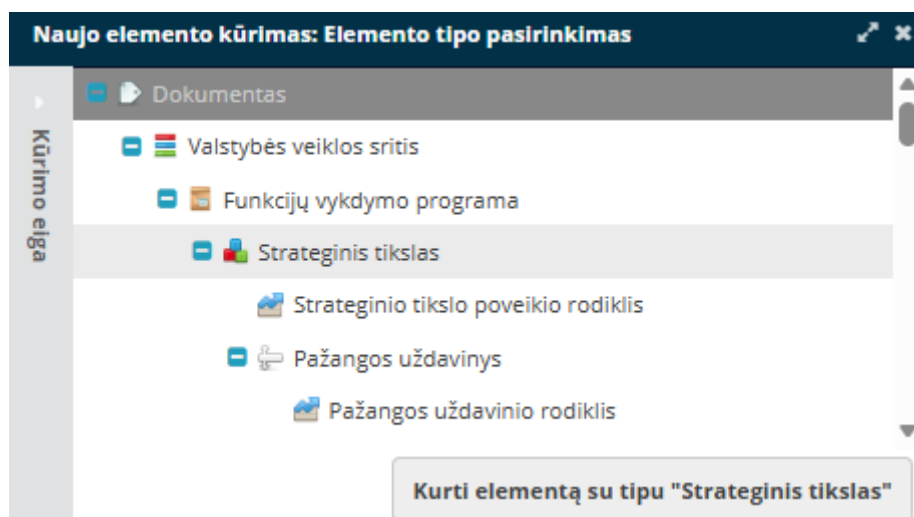 Naujo elemento kūrimas: Elemento tipo pasirinkimas
Kūrimo eiga
Dokumentas
Valstybės veiklos sritis
Funkcijų vykdymo programa
Strateginis tikslas
Strateginio tikslo poveikio rodiklis
Pažangos uždavinys
Pažangos uždavinio rodiklis
Kurti elementą su tipu "Strateginis tikslas"